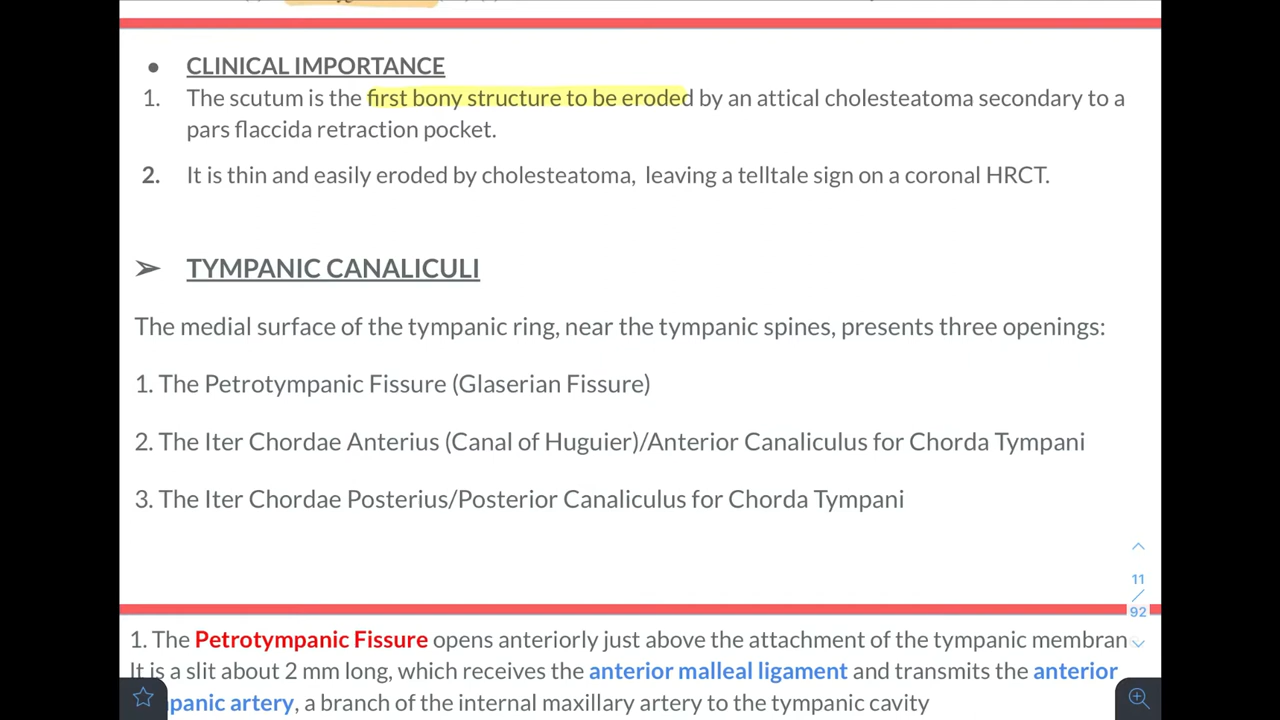 • CLINICAL IMPORTANCE
1. The scutum is the first bony structure to be eroded by an attical cholesteatoma secondary to a
pars flaccida retraction pocket.
2. It is thin and easily eroded by cholesteatoma, leaving a telltale sign on a coronal HRCT.
➢ TYMPANIC CANALICULI
The medial surface of the tympanic ring, near the tympanic spines, presents three openings:
1. The Petrotympanic Fissure (Glaserian Fissure)
2. The Iter Chordae Anterius (Canal of Huguier)/Anterior Canaliculus for Chorda Tympani
3. The Iter Chordae Posterius/Posterior Canaliculus for Chorda Tympani
11
/
92
1. The Petrotympanic Fissure opens anteriorly just above the attachment of the tympanic membran
It is a slit about 2 mm long, which receives the anterior malleal ligament and transmits the anterior
panic artery, a branch of the internal maxillary artery to the tympanic cavity